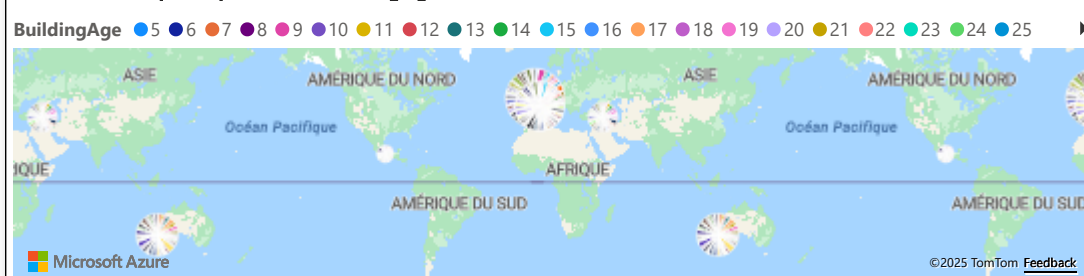 BuildingAge 5 6 7 8 9 10 11 12 13 14 15 16 17 18 19 20 21 22 23 24 25
ASIE AMÉRIQUE DU NORD ASIE AMÉRIQUE DU NORD
Océan Pacifique Océan Pacifique
IQUE AFRIQUE
AMÉRIQUE DU SUD AMÉRIQUE DU SUD
Microsoft Azure ©2025 TomTom Feedback